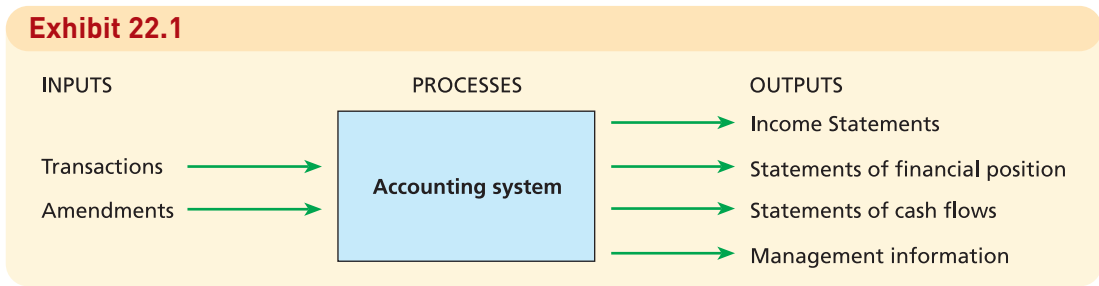 Exhibit 22.1
INPUTS
PROCESSES
OUTPUTS
Transactions
Amendments
Accounting system
Income Statements
Statements of financial position
Statements of cash flows
Management information